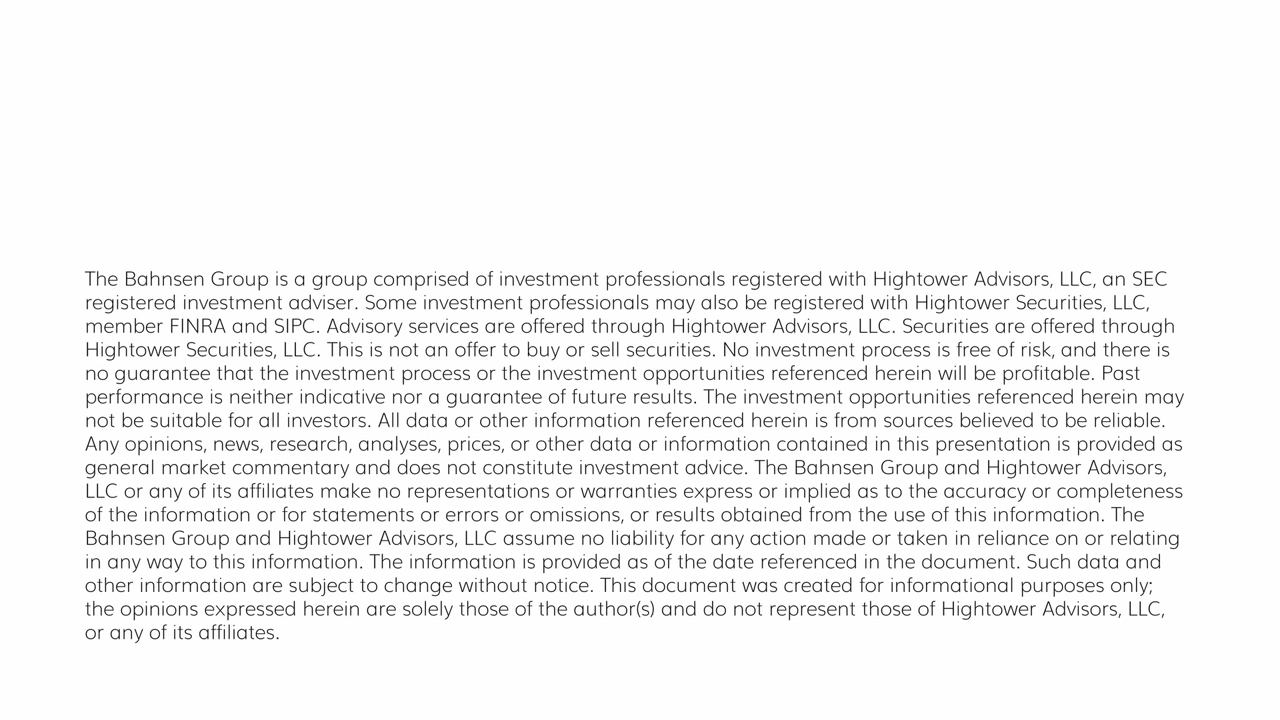 The Bahnsen Group is a group comprised of investment professionals registered with Hightower Advisors, LLC, an SEC
registered investment adviser. Some investment professionals may also be registered with Hightower Securities, LLC,
member FINRA and SIPC. Advisory services are offered through Hightower Advisors, LLC. Securities are offered through
Hightower Securities, LLC. This is not an offer to buy or sell securities. No investment process is free of risk, and there is
no guarantee that the investment process or the investment opportunities referenced herein will be profitable. Past
performance is neither indicative nor a guarantee of future results. The investment opportunities referenced herein may
not be suitable for all investors. All data or other information referenced herein is from sources believed to be reliable.
Any opinions, news, research, analyses, prices, or other data or information contained in this presentation is provided as
general market commentary and does not constitute investment advice. The Bahnsen Group and Hightower Advisors,
LLC or any of its affiliates make no representations or warranties express or implied as to the accuracy or completeness
of the information or for statements or errors or omissions, or results obtained from the use of this information. The
Bahnsen Group and Hightower Advisors, LLC assume no liability for any action made or taken in reliance on or relating
in any way to this information. The information is provided as of the date referenced in the document. Such data and
other information are subject to change without notice. This document was created for informational purposes only;
the opinions expressed herein are solely those of the author(s) and do not represent those of Hightower Advisors, LLC,
or any of its affiliates.